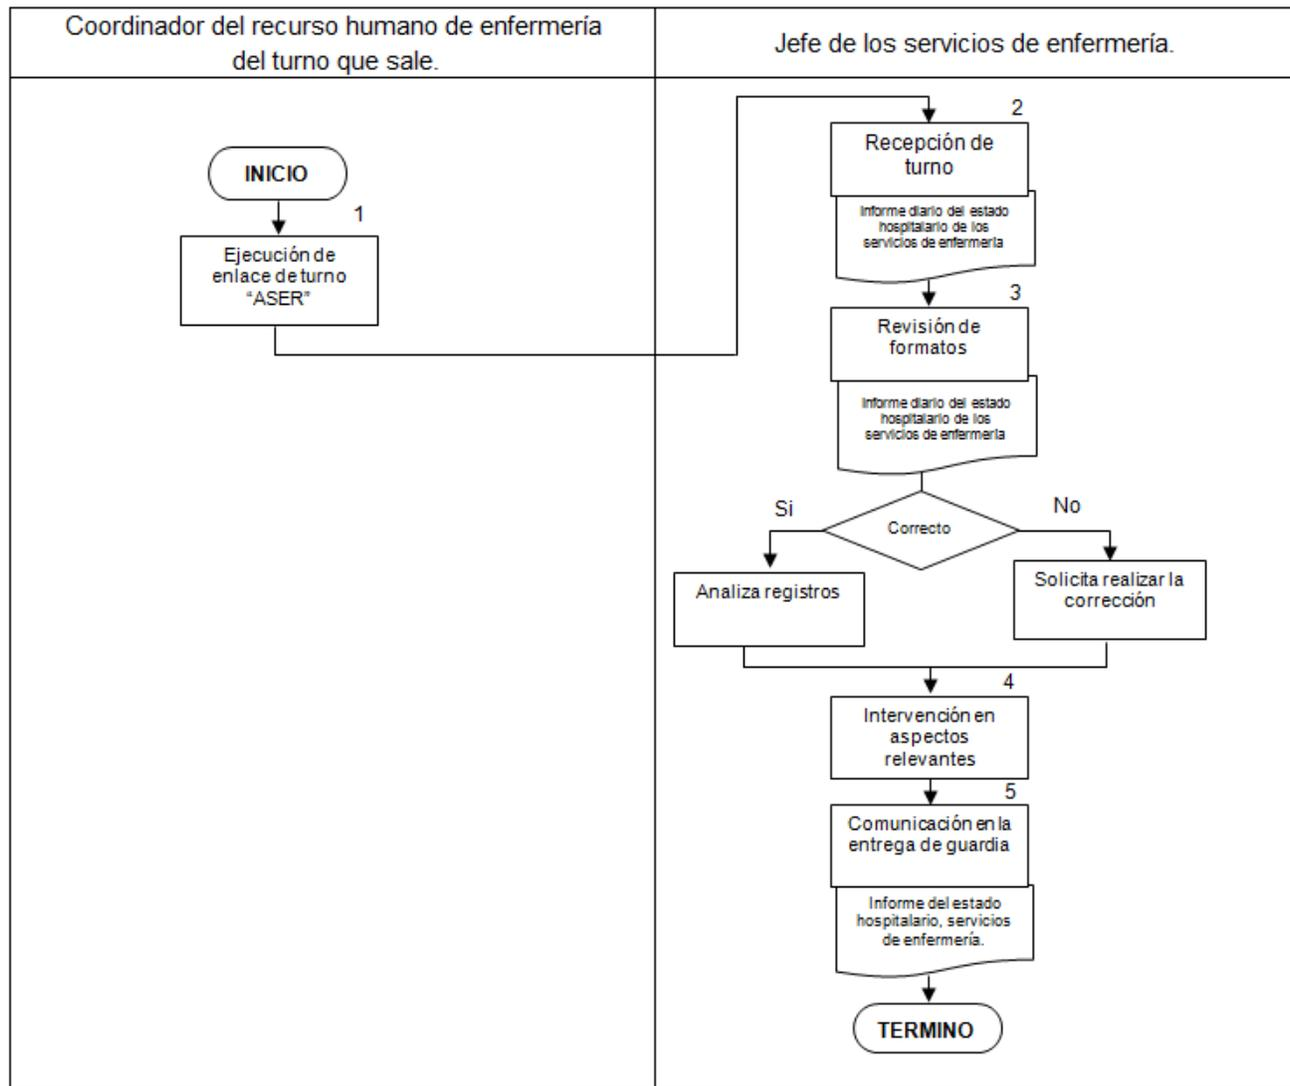 Coordinador del recurso humano de enfermería
del turno que sale.
Jefe de los servicios de enfermería.
INICIO
1
Ejecución de
enlace de turno
“ASER”
2
Recepción de
turno
Informe diario del estado
hospitalario de los
servicios de enfermería
3
Revisión de
formatos
Informe diario del estado
hospitalario de los
servicios de enfermería
Si
Correcto
No
Analiza registros
Solicita realizar la
corrección
4
Intervención en
aspectos
relevantes
5
Comunicación en la
entrega de guardia
Informe del estado
hospitalario, servicios
de enfermería.
TERMINO